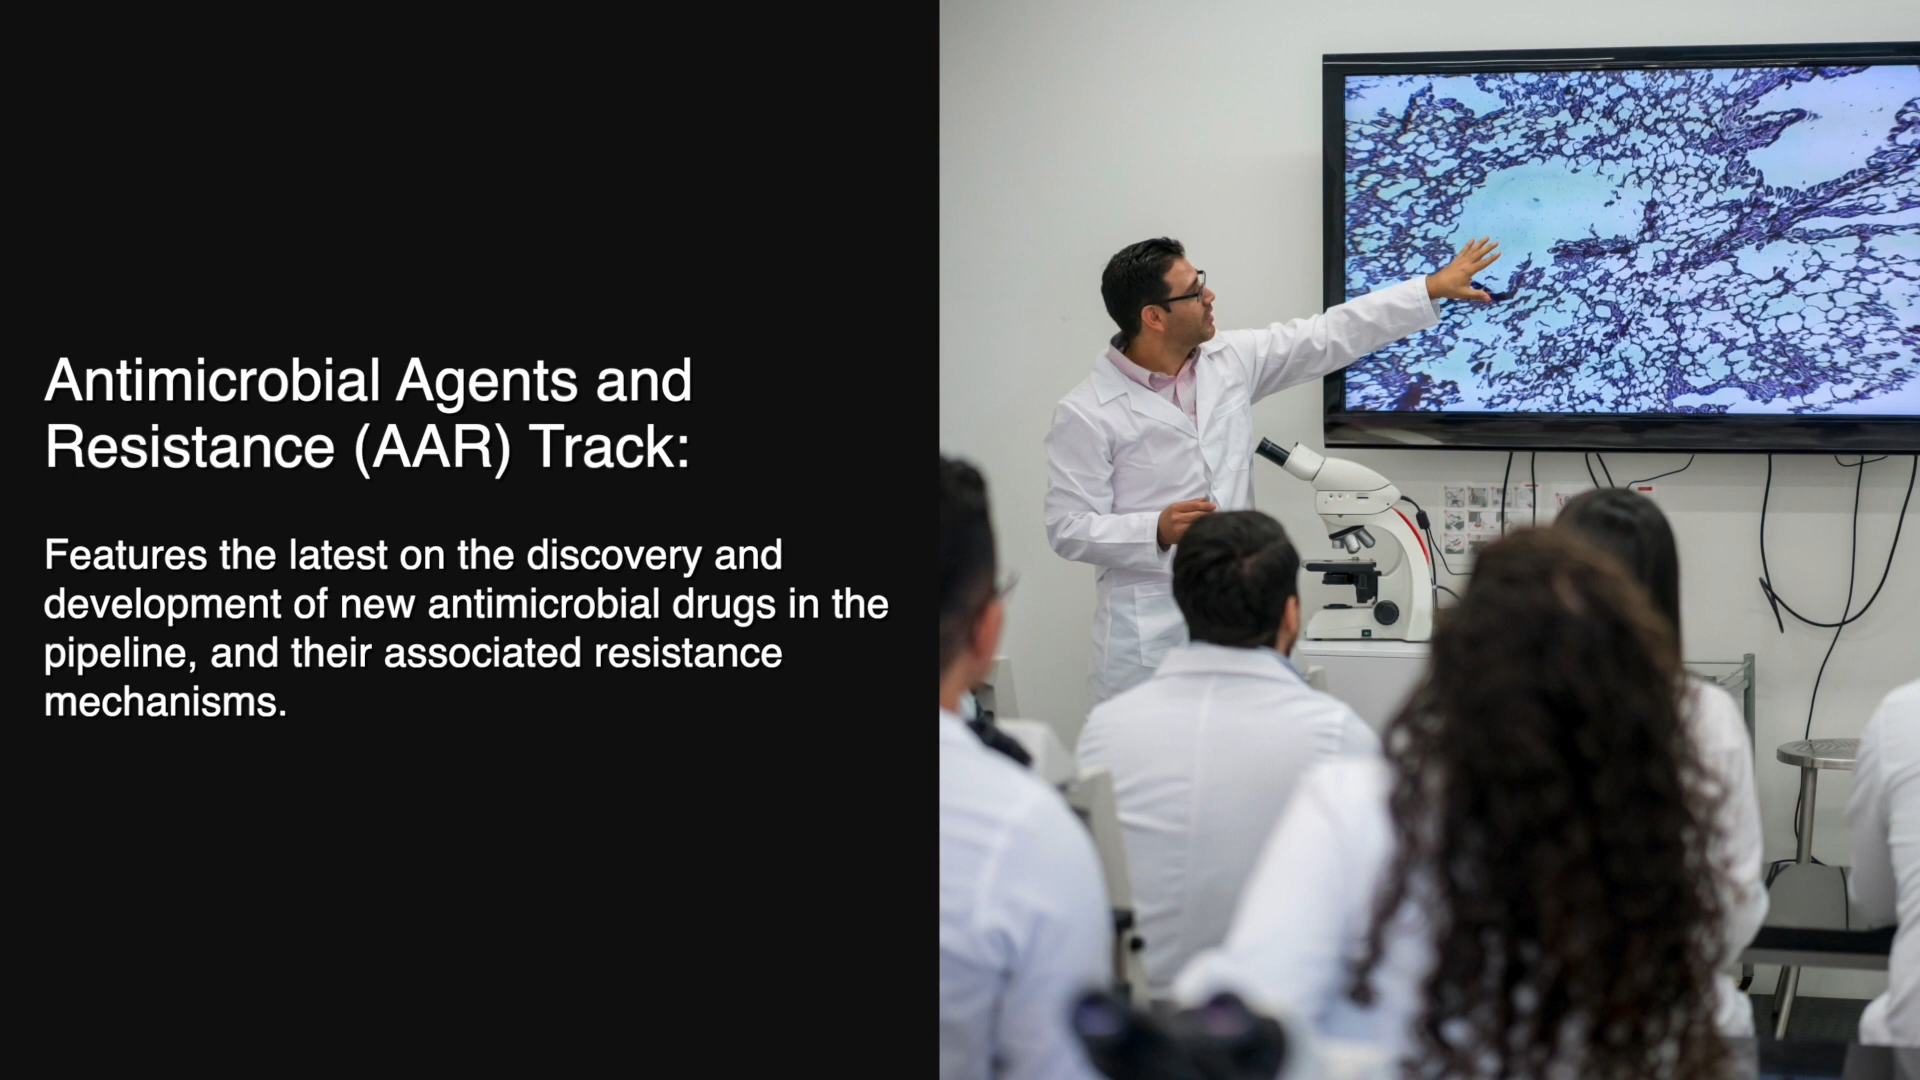 Antimicrobial Agents and
Resistance (AAR) Track:
Features the latest on the discovery and
development of new antimicrobial drugs in the
pipeline, and their associated resistance
mechanisms.